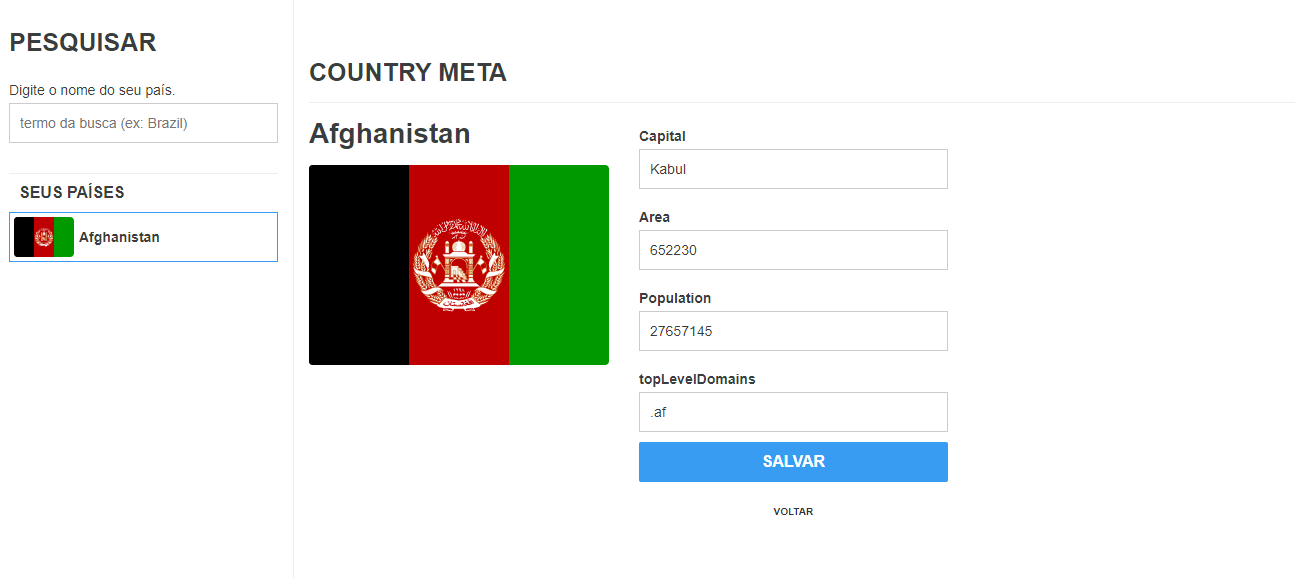 PESQUISAR
Digite o nome do seu país.
termo da busca (ex: Brazil)
SEUS PAÍSES
Afghanistan
COUNTRY META
Afghanistan
Capital
Kabul
Area
652230
Population
27657145
topLevelDomains
.af
SALVAR
VOLTAR